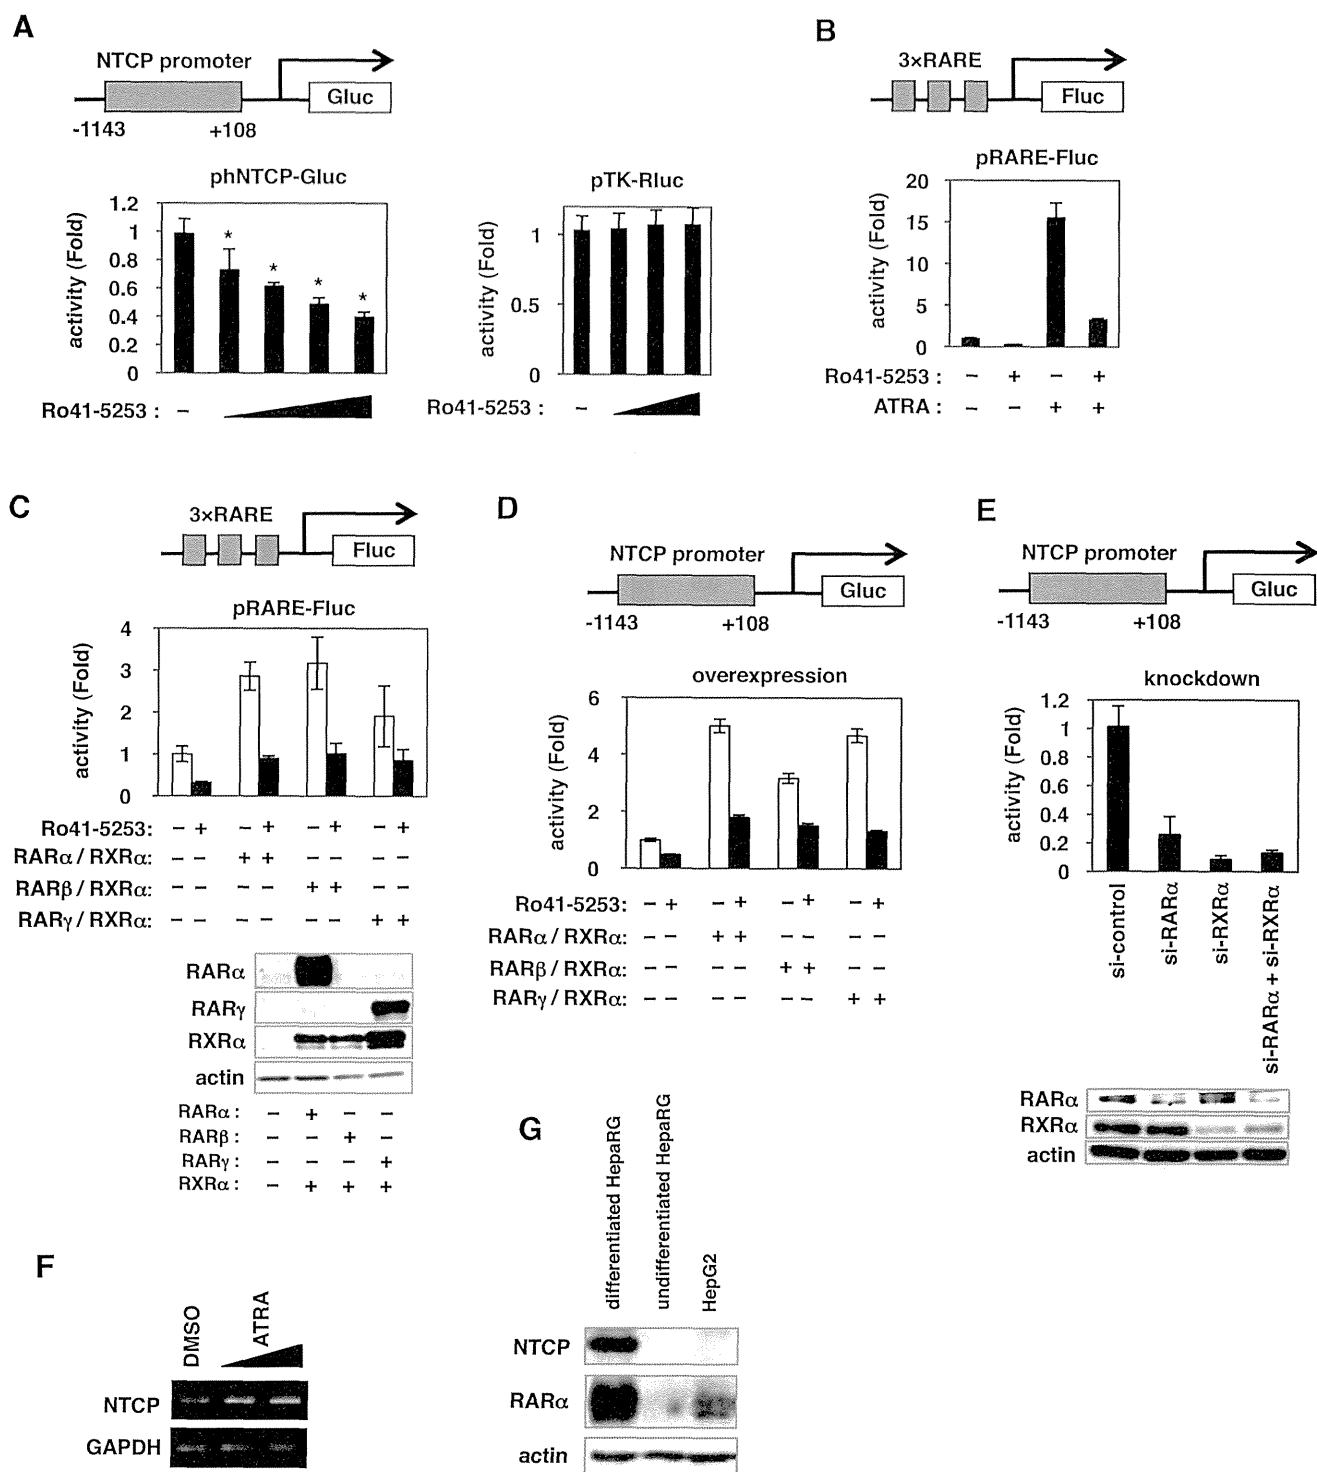 A
NTCP promoter
Gluc
-1143 +108
phNTCP-Gluc
activity (Fold)
1.2
1
0.8
0.6
0.4
0.2
0
* * * *
Ro41-5253 : –
pTK-Rluc
activity (Fold)
1
0.5
0
Ro41-5253 : –
B
3×RARE
Fluc
pRARE-Fluc
activity (Fold)
20
15
10
5
0
Ro41-5253 : – + – +
ATRA : – – + +
C
3×RARE
Fluc
pRARE-Fluc
activity (Fold)
4
3
2
1
0
Ro41-5253: – + – + – + – +
RARα / RXRα: – – + + – – – –
RARβ / RXRα: – – – – + + – –
RARγ / RXRα: – – – – – – + +
RARα
RARγ
RXRα
actin
RARα : – + – –
RARβ : – – + –
RARγ : – – – +
RXRα : – + + +
D
NTCP promoter
Gluc
-1143 +108
overexpression
activity (Fold)
6
4
2
0
Ro41-5253: – + – + – + – +
RARα / RXRα: – – + + – – – –
RARβ / RXRα: – – – – + + – –
RARγ / RXRα: – – – – – – + +
E
NTCP promoter
Gluc
-1143 +108
knockdown
activity (Fold)
1.2
1
0.8
0.6
0.4
0.2
0
si-control
si-RARα
si-RXRα
si-RARα + si-RXRα
RARα
RXRα
actin
F
DMSO
ATRA
NTCP
GAPDH
G
differentiated HepaRG
undifferentiated HepaRG
HepG2
NTCP
RARα
actin